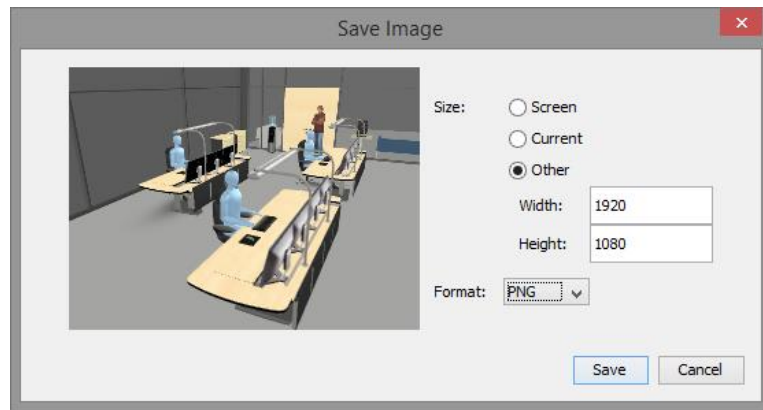 Save Image
Size:
Screen
Current
Other
Width: 1920
Height: 1080
Format: PNG
Save Cancel